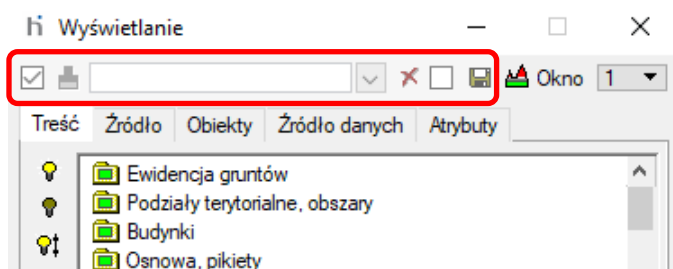 Wyświetlanie
Okno 1
Treść Źródło Obiekty Źródło danych Atrybuty
Ewidencja gruntów
Podziały terytorialne, obszary
Budynki
Osnowa, pikiety